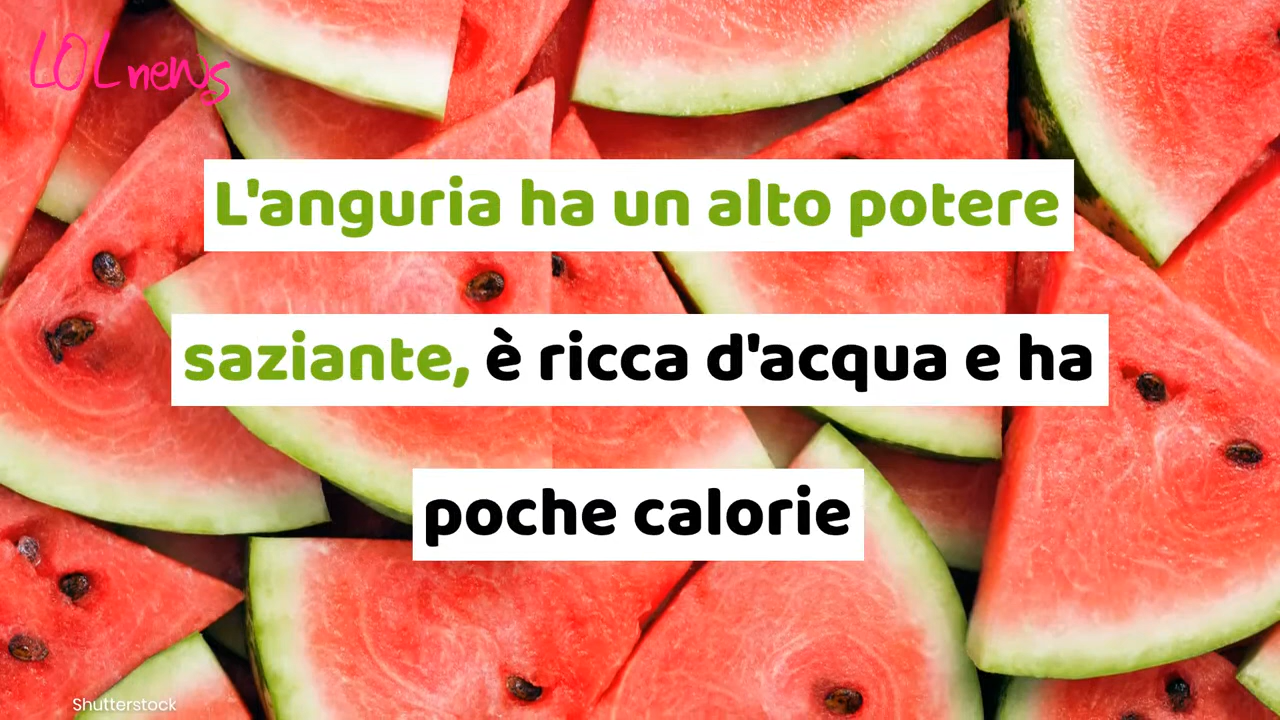 LOL news
L'anguria ha un alto potere
saziante, è ricca d'acqua e ha
poche calorie
Shutterstock